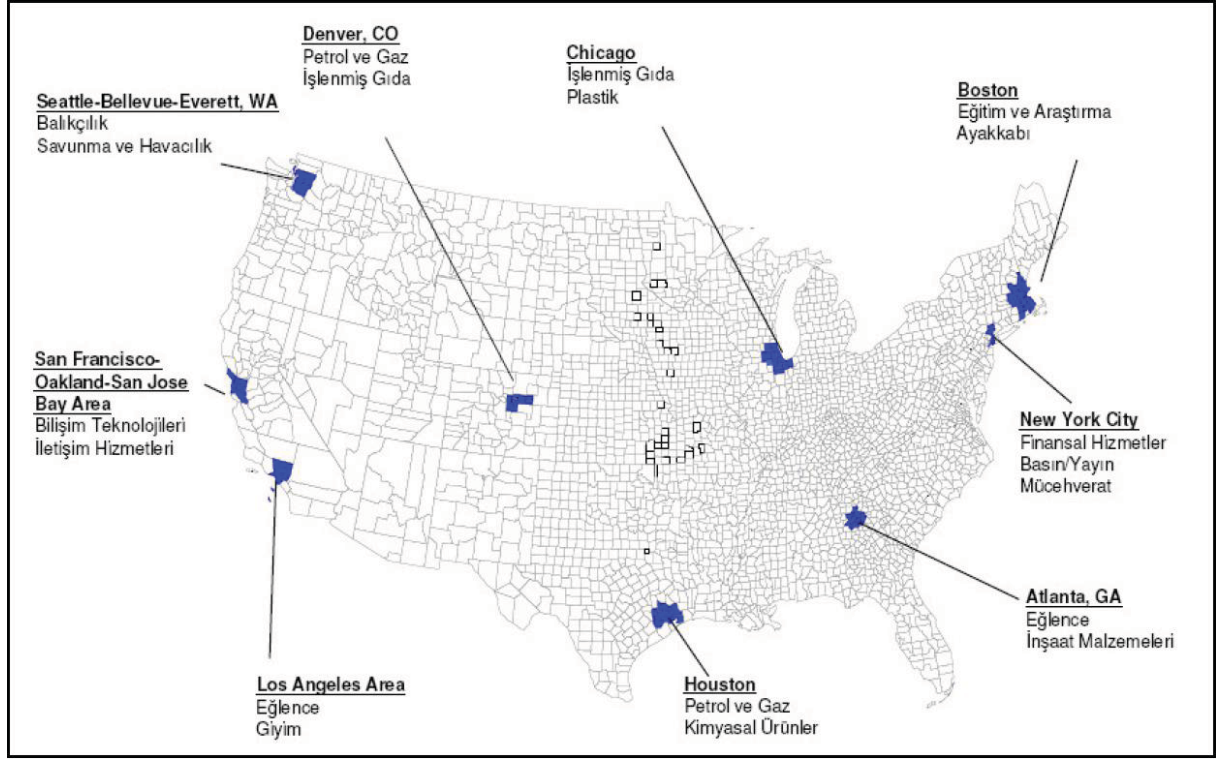 Denver, CO
Petrol ve Gaz
İşlenmiş Gıda
Chicago
İşlenmiş Gıda
Plastik
Boston
Eğitim ve Araştırma
Ayakkabı
Seattle-Bellevue-Everett, WA
Balıkçılık
Savunma ve Havacılık
San Francisco-
Oakland-San Jose
Bay Area
Bilişim Teknolojileri
İletişim Hizmetleri
New York City
Finansal Hizmetler
Basın/Yayın
Mücehverat
Atlanta, GA
Eğlence
İnşaat Malzemeleri
Los Angeles Area
Eğlence
Giyim
Houston
Petrol ve Gaz
Kimyasal Ürünler